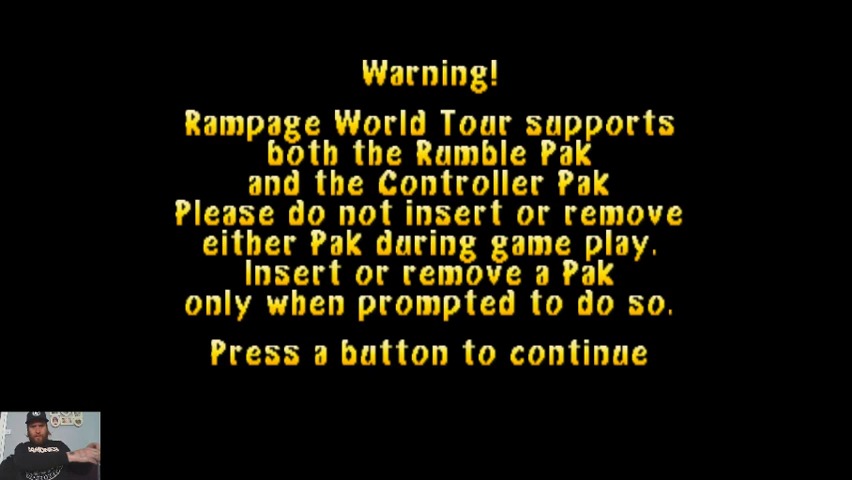 Warning!
Rampage World Tour supports
both the Rumble Pak
and the Controller Pak
Please do not insert or remove
either Pak during game play.
Insert or remove a Pak
only when prompted to do so.
Press a button to continue